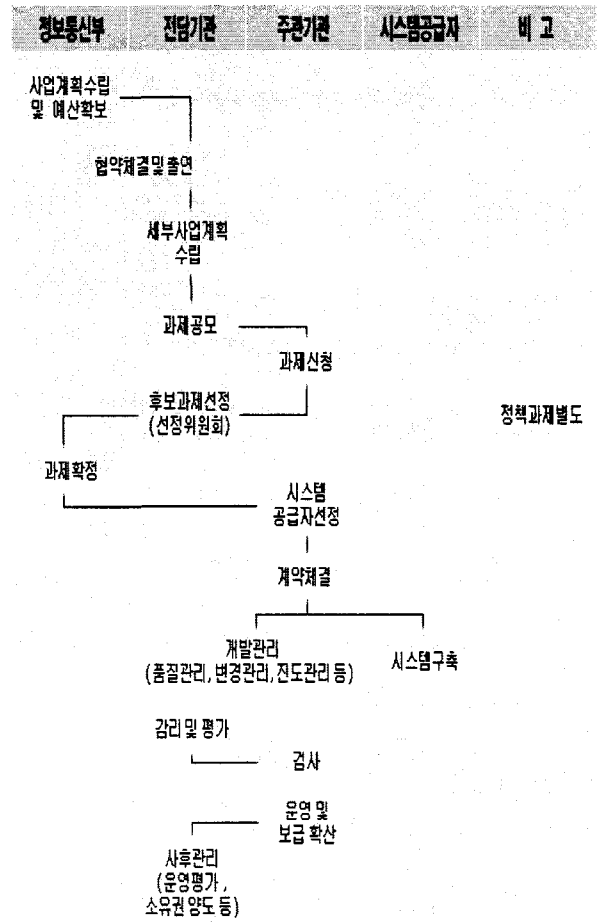 정보통신부 전담기관 주관기관 시스템공급자 비 고
사업계획수립
및 예산확보
협약체결및출연
세부사업계획
수립
과제공모
과제신청
후보과제선정
(선정위원회)
정책과제별도
과제확정
시스템
공급자선정
계약체결
개발관리
(품질관리, 변경관리, 진도관리 등)
시스템구축
감리 및 평가
검사
운영 및
보급 확산
사후관리
(운영평가,
소유권양도 등)